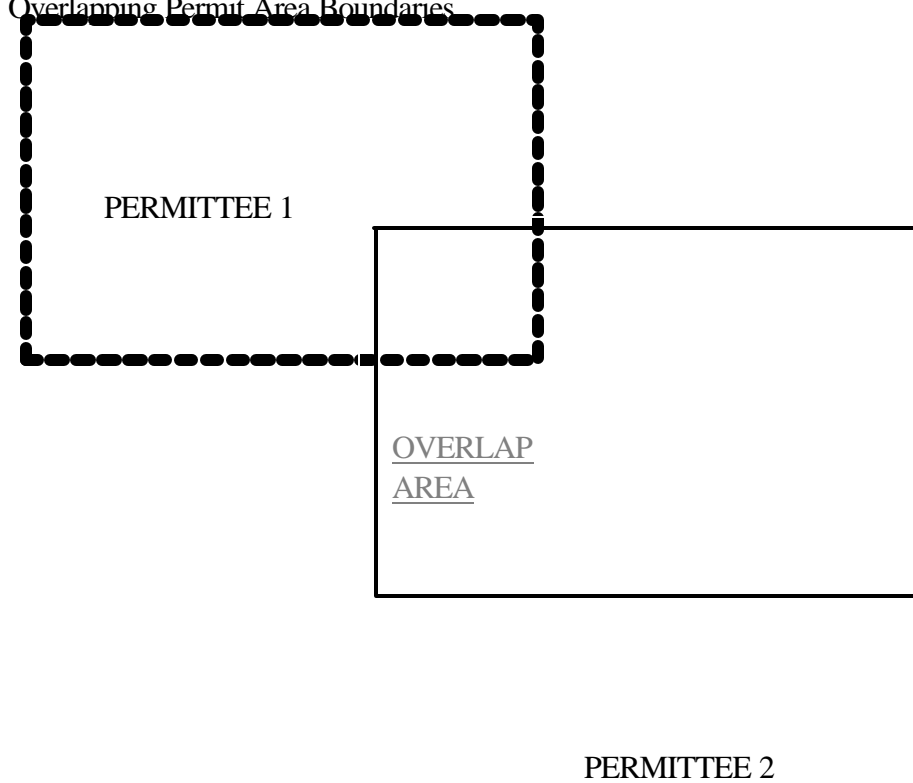 Overlapping Permit Area Boundaries
PERMITTEE 1
OVERLAP
AREA
PERMITTEE 2